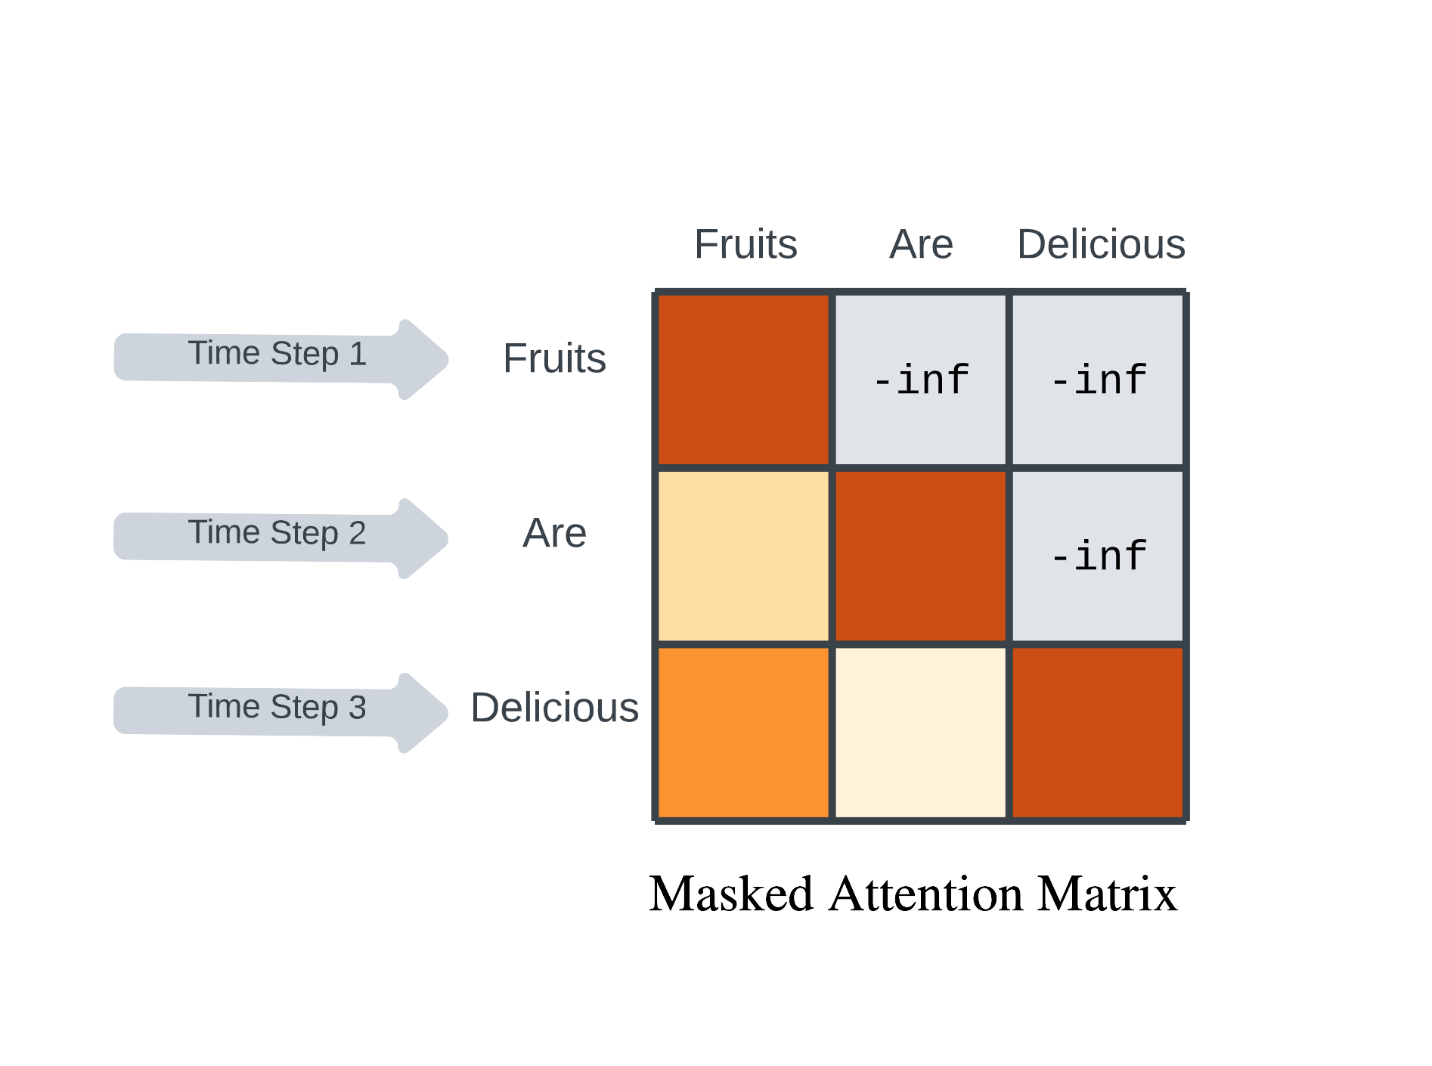 Fruits Are Delicious
Time Step 1 Fruits -inf -inf
Time Step 2 Are -inf
Time Step 3 Delicious
Masked Attention Matrix